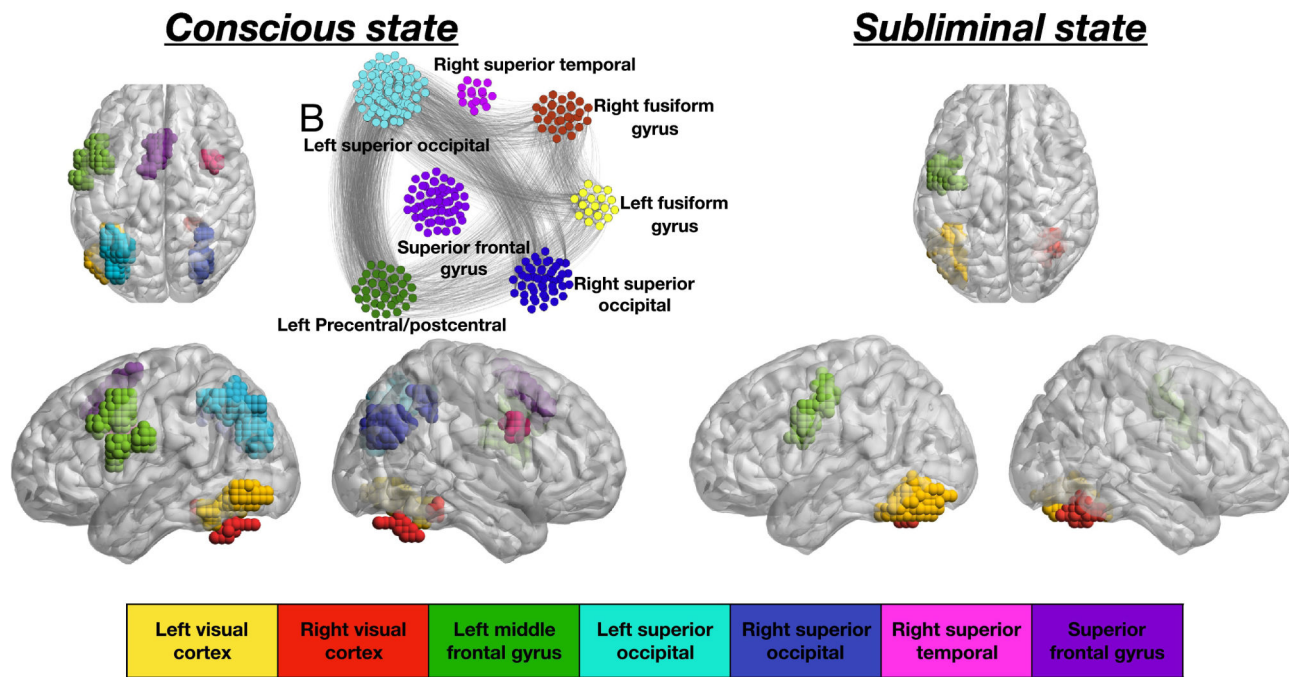 Conscious state
Subliminal state
Right superior temporal
B
Right fusiform
gyrus
Left superior occipital
Left fusiform
gyrus
Superior frontal
gyrus
Right superior
occipital
Left Precentral/postcentral
Left visual
cortex
Right visual
cortex
Left middle
frontal gyrus
Left superior
occipital
Right superior
occipital
Right superior
temporal
Superior
frontal gyrus